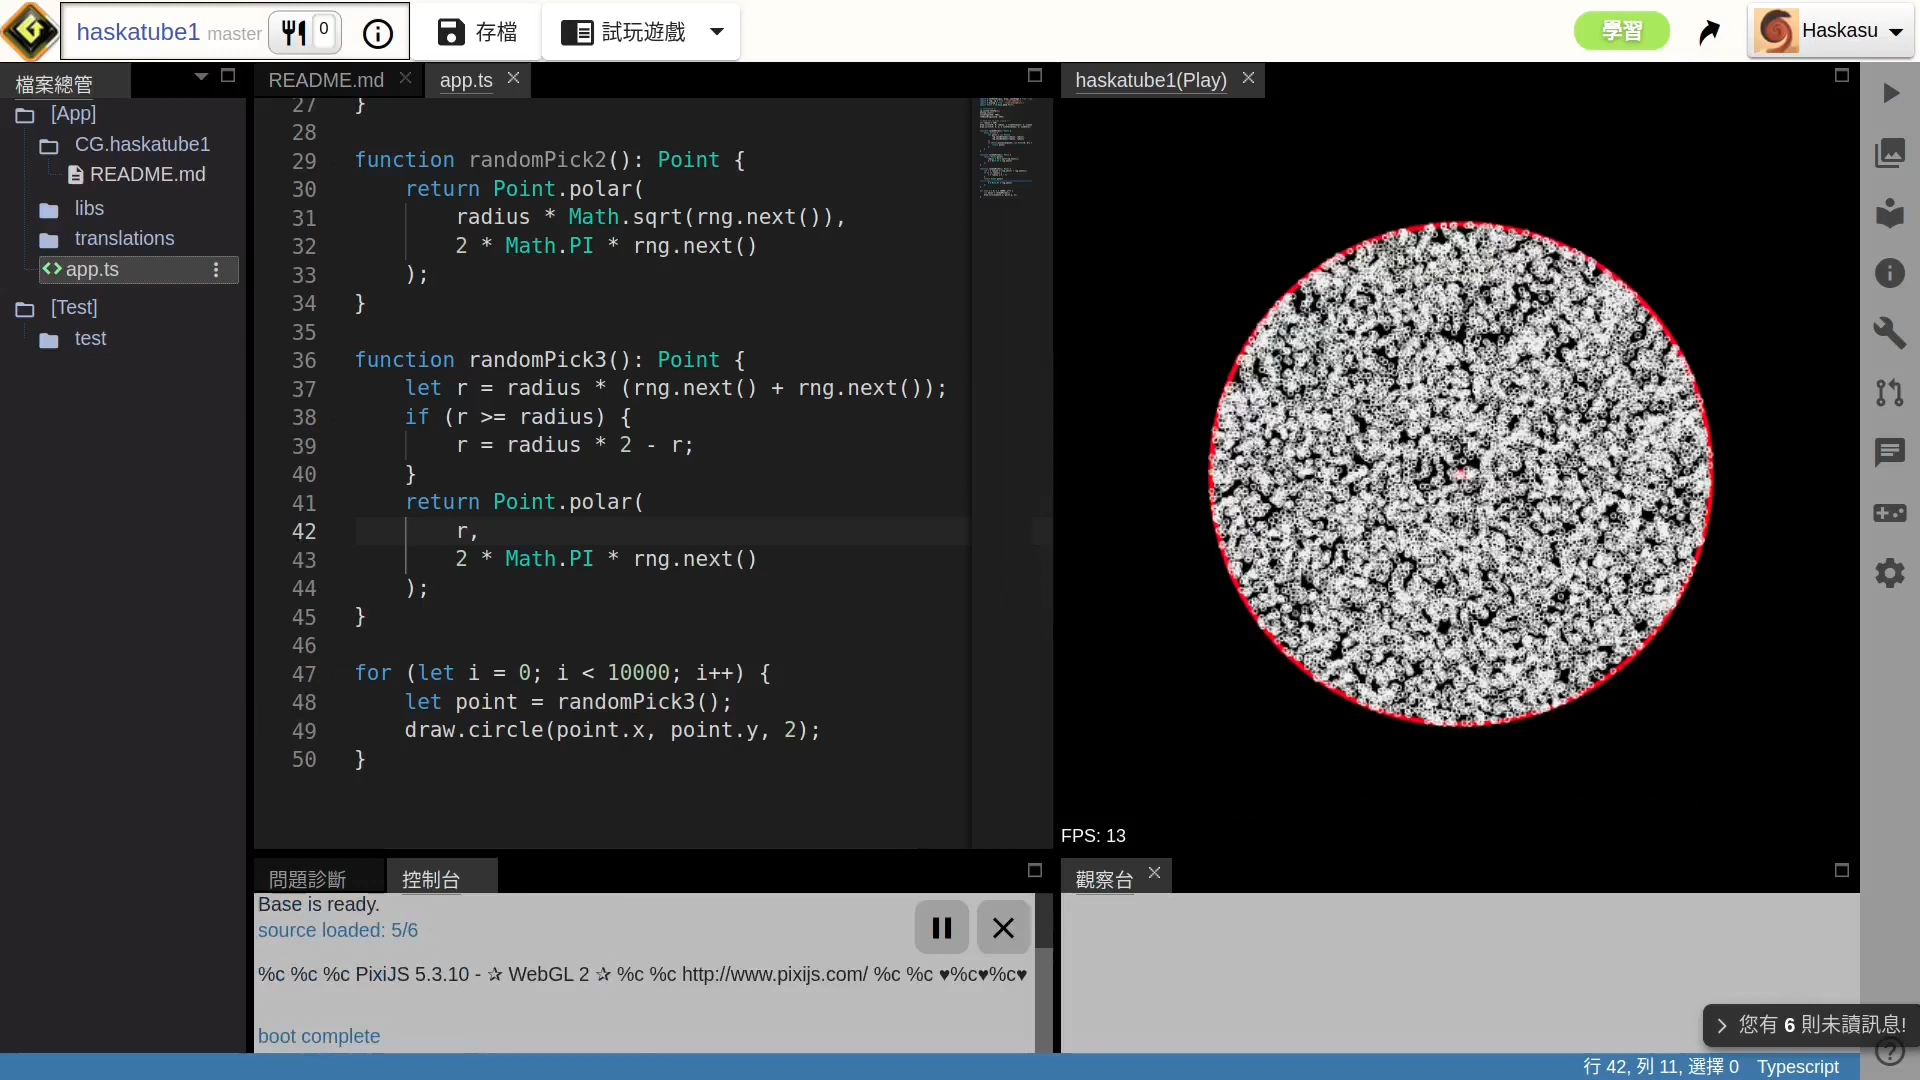 haskatube1 master 0 存檔 試玩遊戲 學習 Haskasu
檔案總管
[App]
CG.haskatube1
README.md
libs
translations
app.ts
[Test]
test
README.md app.ts
27 }
28
29 function randomPick2(): Point {
30 return Point.polar(
31 radius * Math.sqrt(rng.next()),
32 2 * Math.PI * rng.next()
33 );
34 }
35
36 function randomPick3(): Point {
37 let r = radius * (rng.next() + rng.next());
38 if (r >= radius) {
39 r = radius * 2 - r;
40 }
41 return Point.polar(
42 r,
43 2 * Math.PI * rng.next()
44 );
45 }
46
47 for (let i = 0; i < 10000; i++) {
48 let point = randomPick3();
49 draw.circle(point.x, point.y, 2);
50 }
haskatube1(Play)
FPS: 13
問題診斷 控制台
Base is ready.
source loaded: 5/6
%c %c %c PixiJS 5.3.10 - ✰ WebGL 2 ✰ %c %c http://www.pixijs.com/ %c %c ♥%c♥%c♥
boot complete
觀察台
您有 6 則未讀訊息!
行 42, 列 11, 選擇 0 Typescript